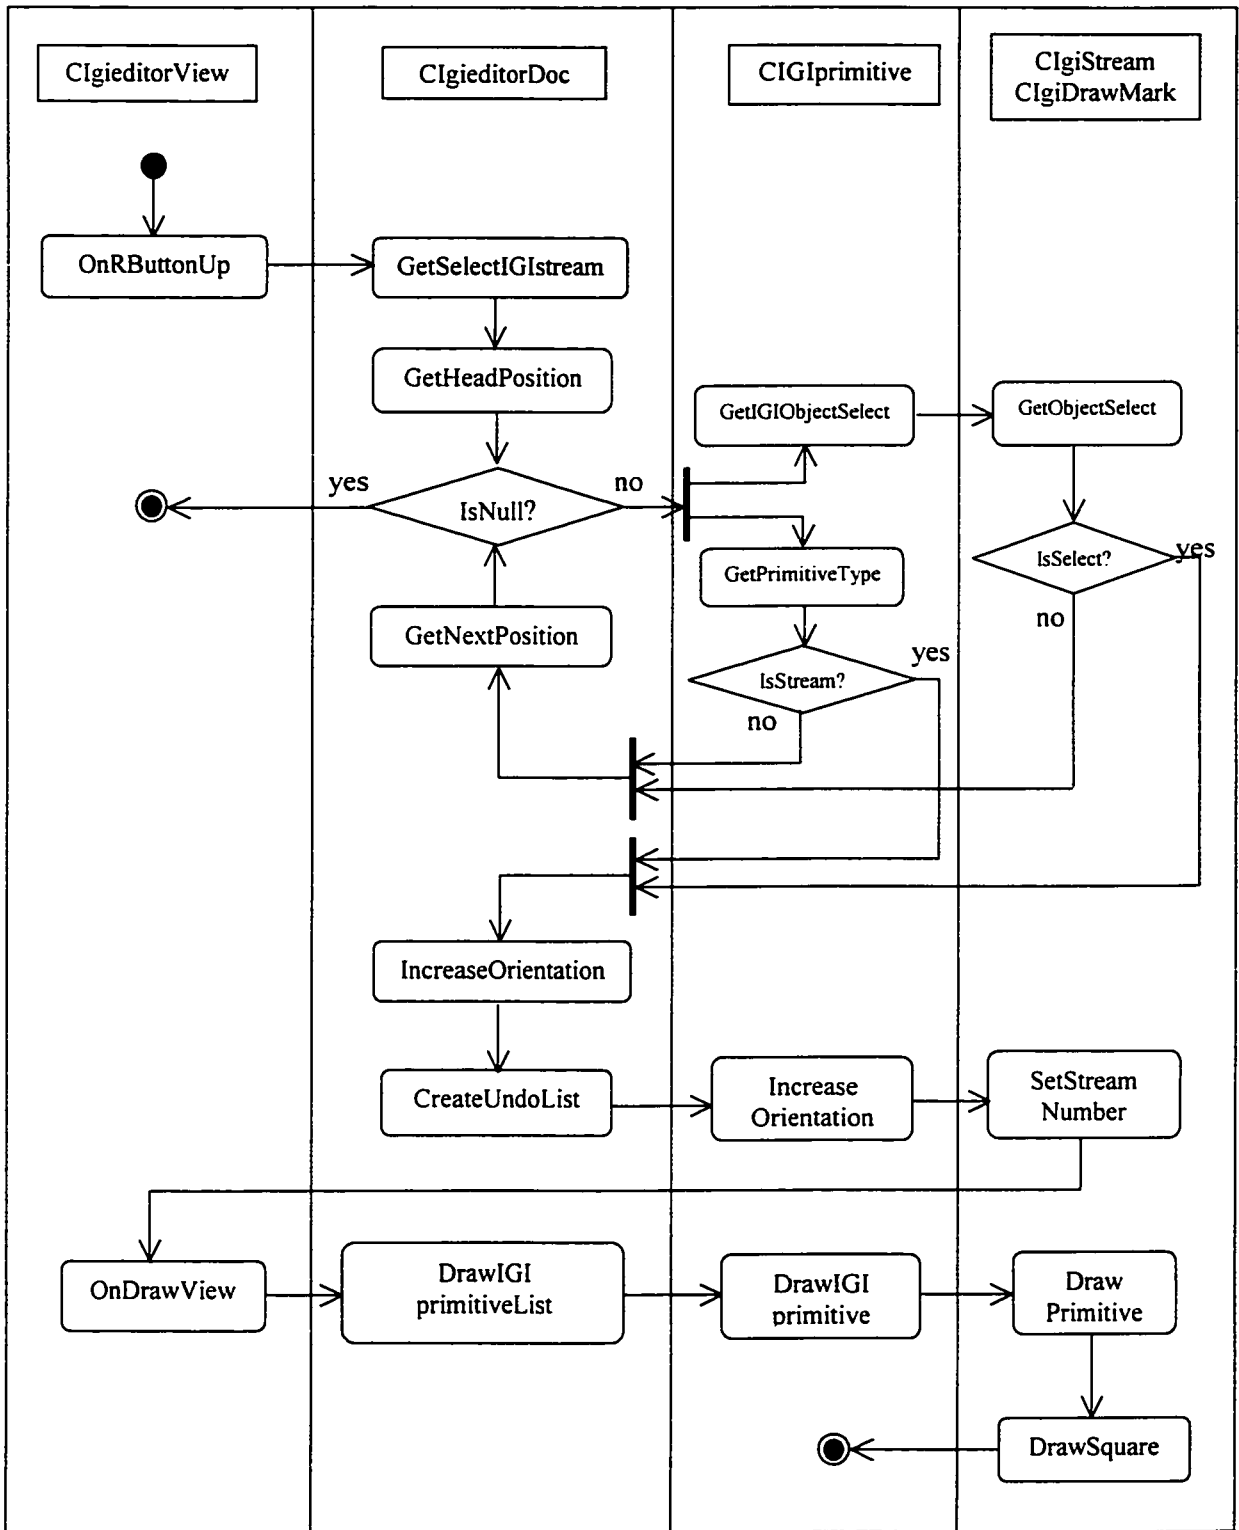 CIgieditorView
CIgieditorDoc
CIGIprimitive
CIgiStream
CIgiDrawMark
OnRButtonUp
GetSelectIGIstream
GetHeadPosition
GetIGIObjectSelect
GetObjectSelect
yes
IsNull?
no
IsSelect?
yes
no
GetPrimitiveType
GetNextPosition
IsStream?
yes
no
IncreaseOrientation
CreateUndoList
Increase
Orientation
SetStream
Number
OnDrawView
DrawIGI
primitiveList
DrawIGI
primitive
Draw
Primitive
DrawSquare